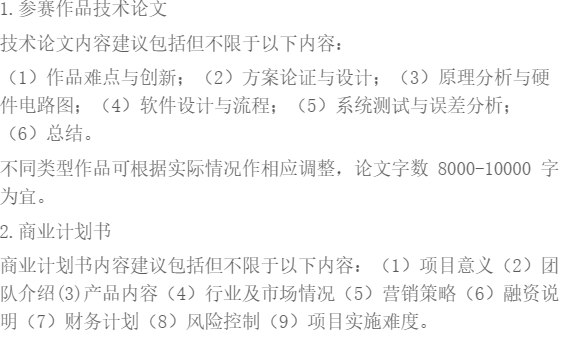 1.参赛作品技术论文
技术论文内容建议包括但不限于以下内容：
（1）作品难点与创新；（2）方案论证与设计；（3）原理分析与硬
件电路图；（4）软件设计与流程；（5）系统测试与误差分析；
（6）总结。
不同类型作品可根据实际情况作相应调整，论文字数 8000-10000 字
为宜。
2.商业计划书
商业计划书内容建议包括但不限于以下内容：（1）项目意义（2）团
队介绍(3)产品内容（4）行业及市场情况（5）营销策略（6）融资说
明（7）财务计划（8）风险控制（9）项目实施难度。